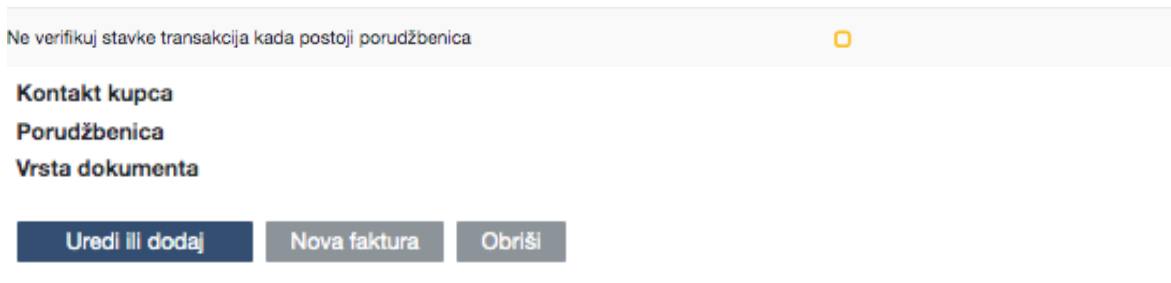 Ne verifikuj stavke transakcija kada postoji porudžbenica
Kontakt kupca
Porudžbenica
Vrsta dokumenta
Uredi ili dodaj Nova faktura Obriši